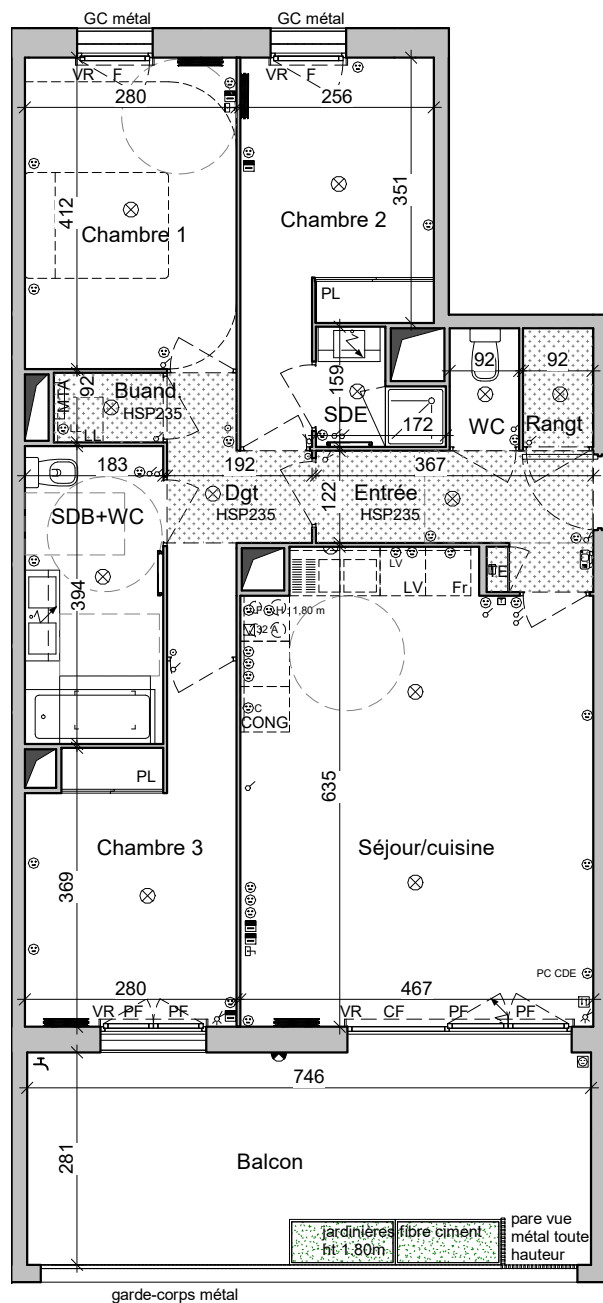 GC métal
GC métal
VR F
VR F
280
256
412
351
Chambre 1
Chambre 2
PL
92
MTA
Buand.
HSP235
LL
159
SDE
172
92
92
WC
Rangt
183
192
367
SDB+WC
Dgt
HSP235
122
Entrée
HSP235
394
LV
LV
Fr
TE
H : 1,80 m
32 A
PC
CONG
PL
635
Chambre 3
Séjour/cuisine
369
PC CDE
280
467
VR PF PF
VR CF PF PF
746
281
Balcon
jardinières fibre ciment
ht 1.80m
pare vue
métal toute
hauteur
garde-corps métal